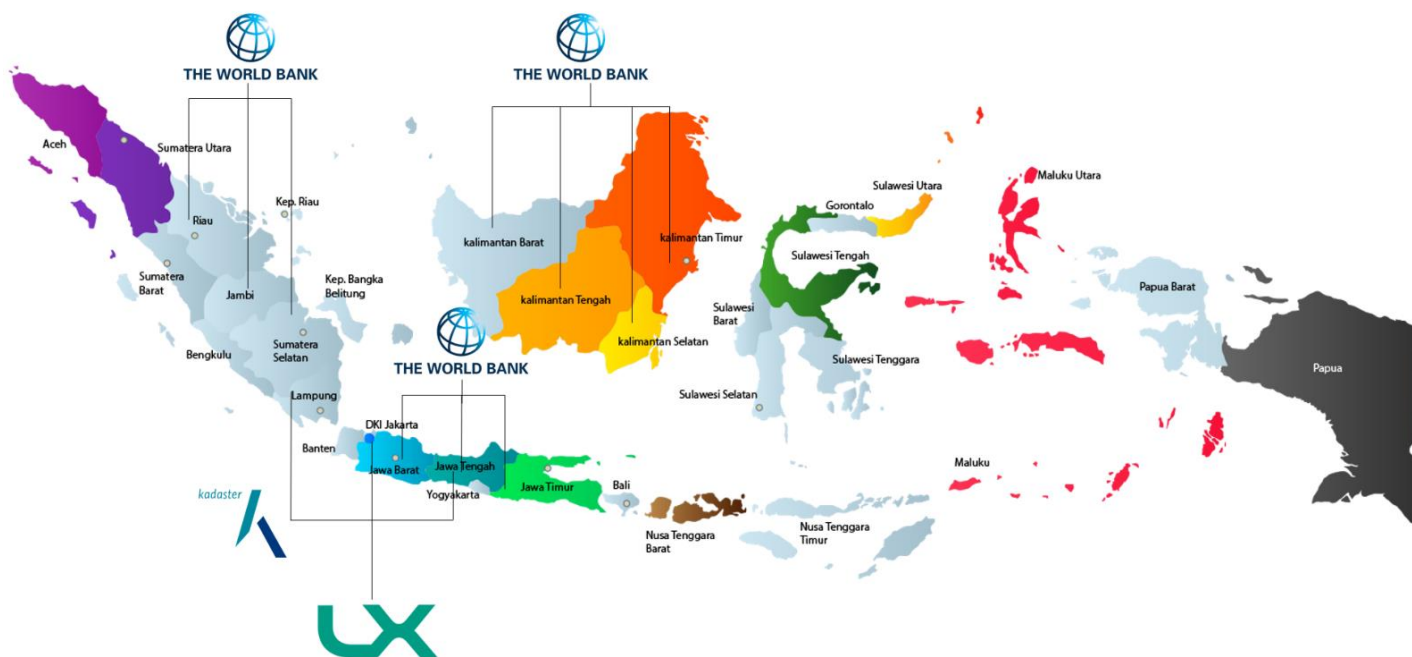 THE WORLD BANK
THE WORLD BANK
Aceh
Sumatera Utara
Kep. Riau
Riau
Sumatera
Barat
Jambi
Kep. Bangka
Belitung
Bengkulu
Sumatera
Selatan
Lampung
kalimantan Barat
kalimantan Timur
kalimantan Tengah
kalimantan Selatan
THE WORLD BANK
Sulawesi Utara
Gorontalo
Sulawesi Tengah
Sulawesi
Barat
Sulawesi Tenggara
Sulawesi Selatan
Maluku Utara
Papua Barat
Papua
Maluku
DKI Jakarta
Banten
Jawa Barat
Jawa Tengah
Yogyakarta
Jawa Timur
Bali
Nusa Tenggara
Barat
Nusa Tenggara
Timur
kadaster
LX